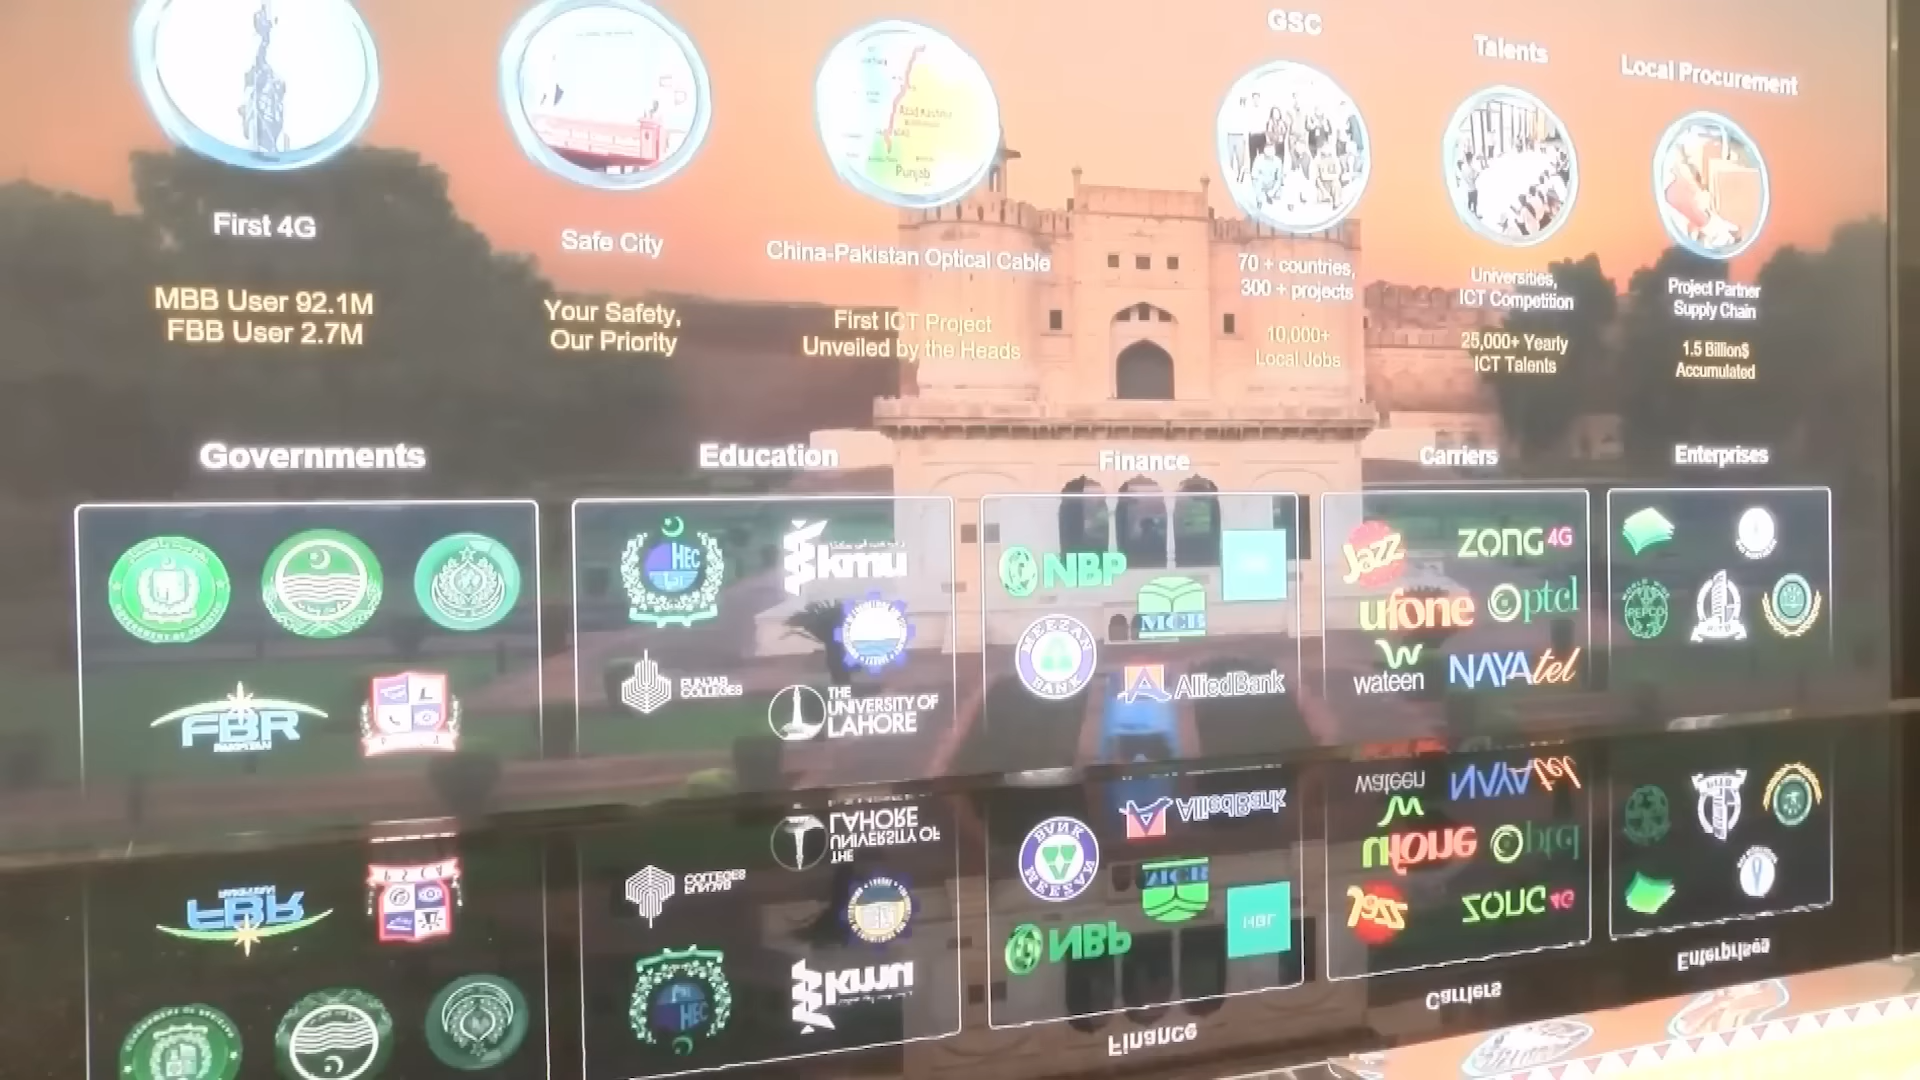 GSC
Talents
Local Procurement
Punjab
First 4G
Safe City
China-Pakistan Optical Cable
70 + countries,
300 + projects
Universities,
ICT Competition
Project Partner
Supply Chain
MBB User 92.1M
FBB User 2.7M
Your Safety,
Our Priority
First ICT Project
Unveiled by the Heads
10,000+
Local Jobs
25,000+ Yearly
ICT Talents
1.5 Billion$
Accumulated
Governments
Education
Finance
Carriers
Enterprises
HEC
kmu
NBP
MCB
Jazz
zong 4G
ufone
ptcl
REPCO
FBR
PAKISTAN
PUNJAB
COLLEGES
THE
UNIVERSITY OF
LAHORE
MEEZAN
BANK
AlliedBank
wateen
NAYAtel
HBL